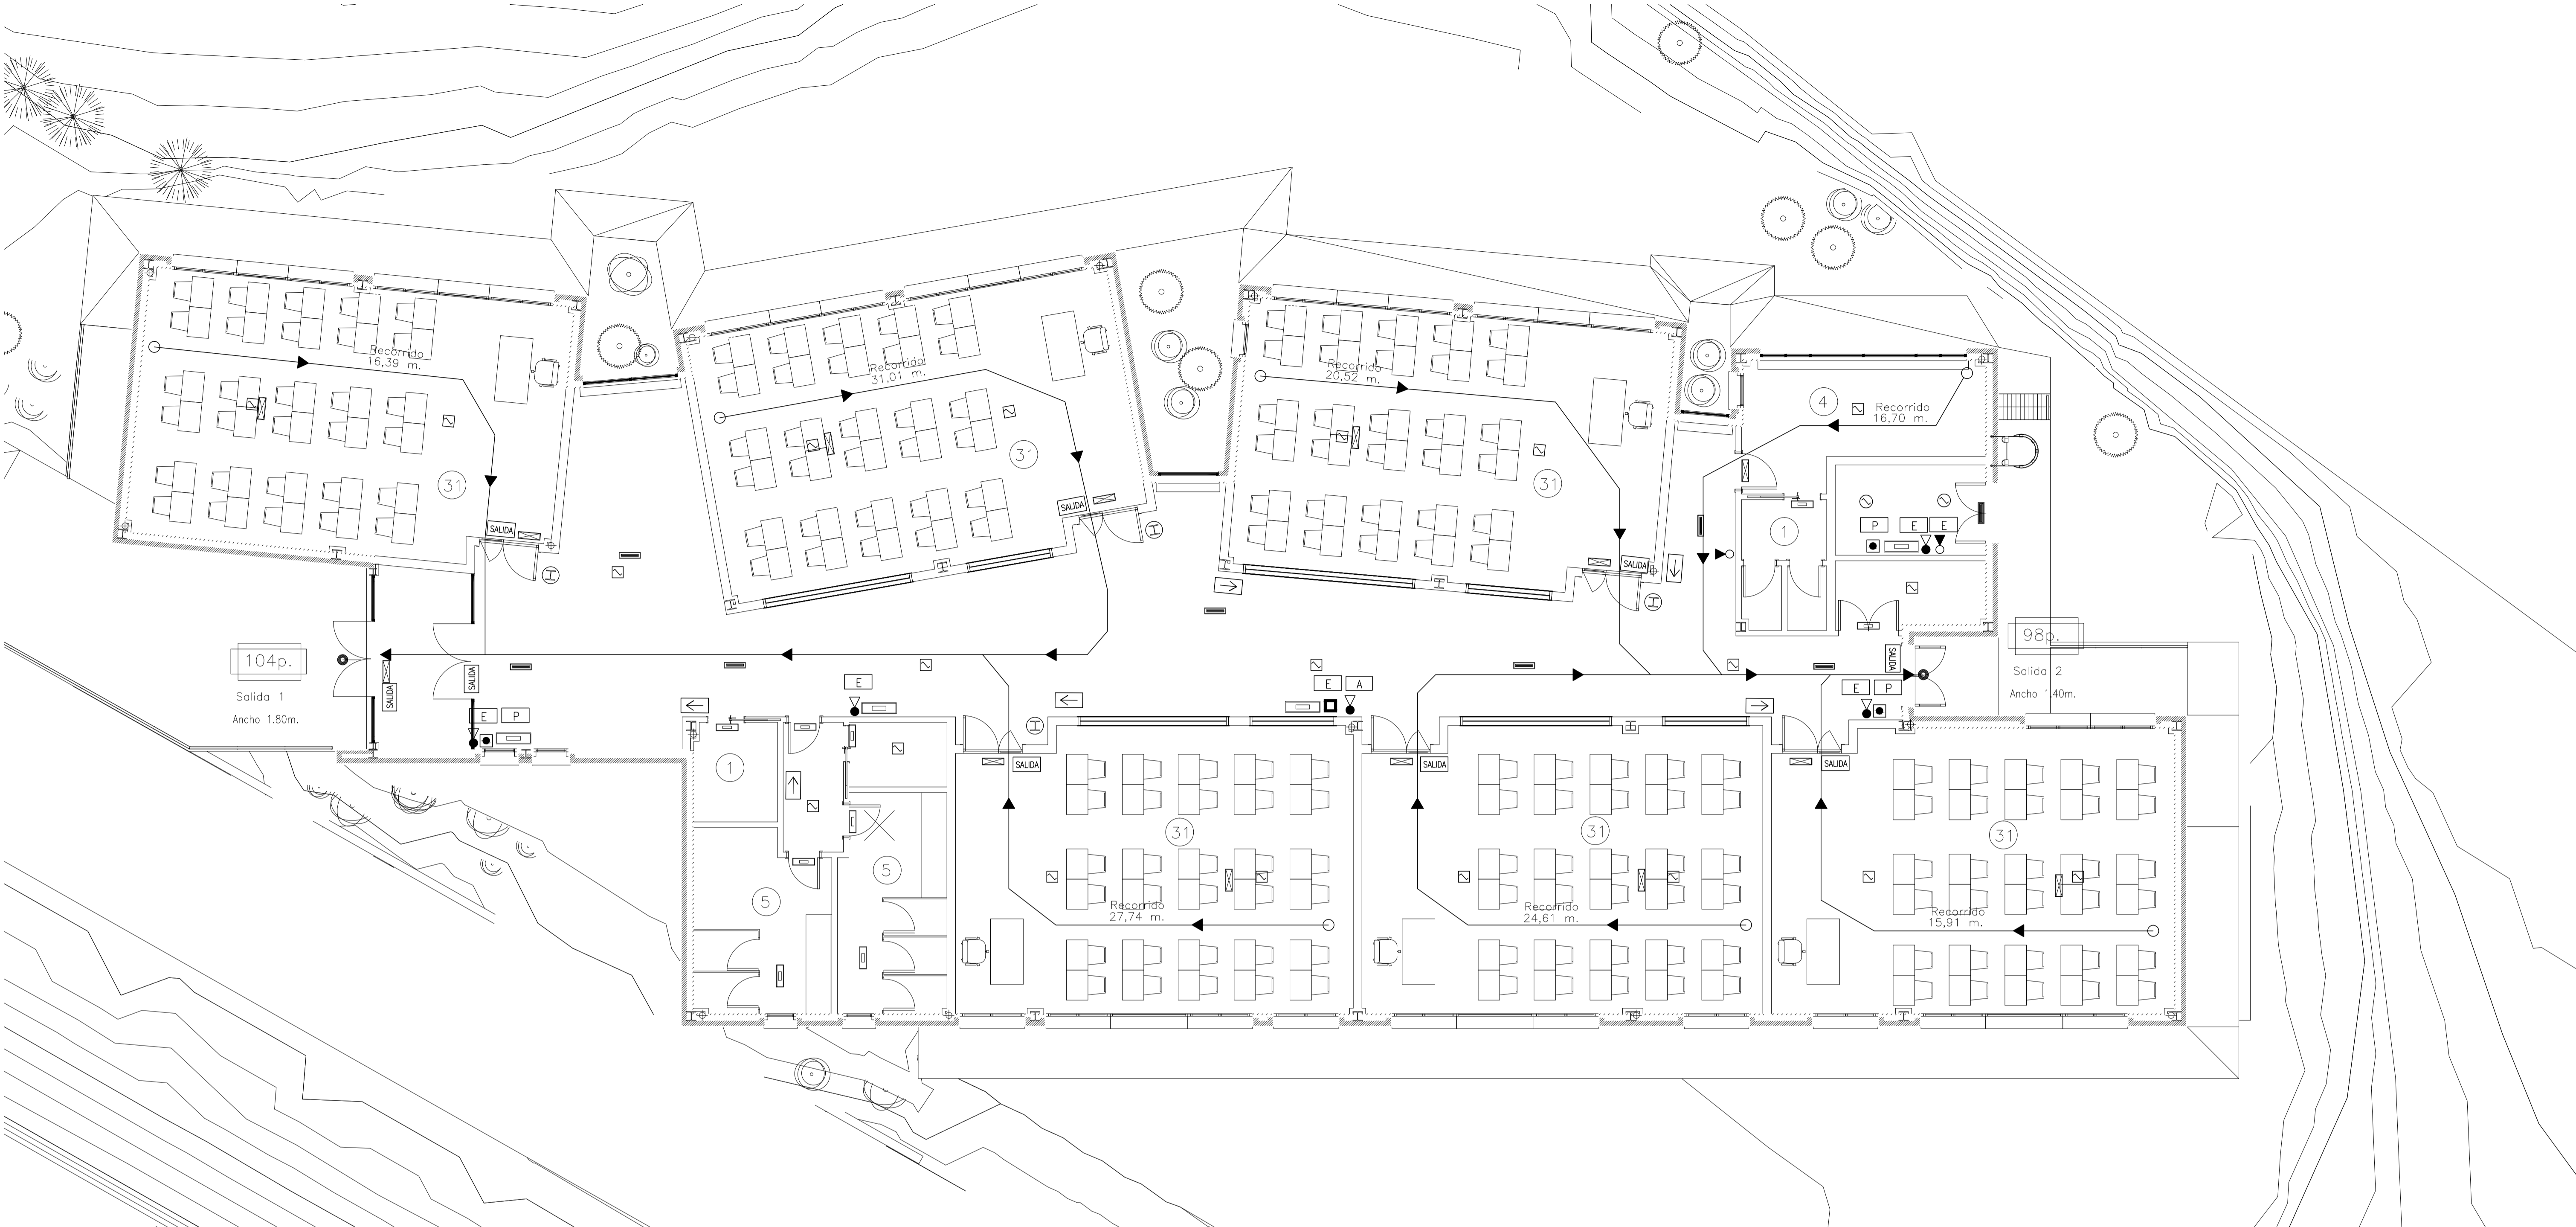 Recorrido
16,39 m.
31
SALIDA
Recorrido
31,01 m.
31
SALIDA
Recorrido
20,52 m.
31
SALIDA
4
Recorrido
16,70 m.
1
P
E
E
104p.
Salida 1
Ancho 1.80m.
SALIDA
SALIDA
E
P
E
E
A
SALIDA
E
P
98p.
Salida 2
Ancho 1.40m.
1
5
5
SALIDA
31
Recorrido
27,74 m.
SALIDA
31
Recorrido
24,61 m.
SALIDA
31
Recorrido
15,91 m.